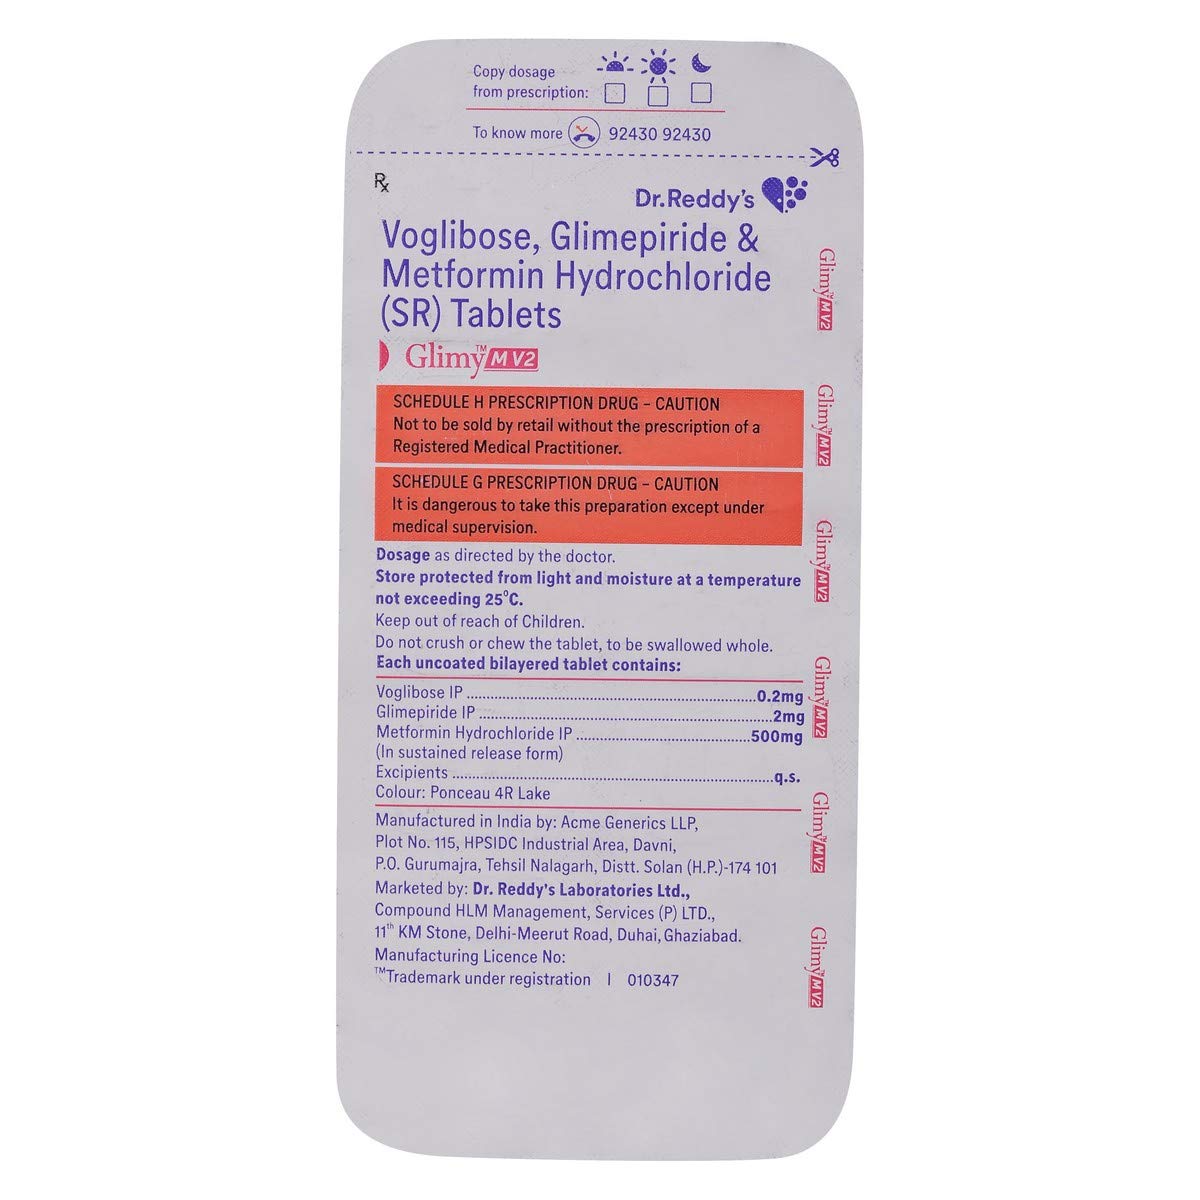 Copy dosage
from prescription:
To know more 92430 92430
Rx
Dr.Reddy's
Voglibose, Glimepiride &
Metformin Hydrochloride
(SR) Tablets
Glimy™ M V2
SCHEDULE H PRESCRIPTION DRUG – CAUTION
Not to be sold by retail without the prescription of a
Registered Medical Practitioner.
SCHEDULE G PRESCRIPTION DRUG – CAUTION
It is dangerous to take this preparation except under
medical supervision.
Dosage as directed by the doctor.
Store protected from light and moisture at a temperature
not exceeding 25°C.
Keep out of reach of Children.
Do not crush or chew the tablet, to be swallowed whole.
Each uncoated bilayered tablet contains:
Voglibose IP ..................................................0.2mg
Glimepiride IP ..................................................2mg
Metformin Hydrochloride IP ..............................500mg
(In sustained release form)
Excipients ..................................................q.s.
Colour: Ponceau 4R Lake
Manufactured in India by: Acme Generics LLP,
Plot No. 115, HPSIDC Industrial Area, Davni,
P.O. Gurumajra, Tehsil Nalagarh, Distt. Solan (H.P.)-174 101
Marketed by: Dr. Reddy's Laboratories Ltd.,
Compound HLM Management, Services (P) LTD.,
11th KM Stone, Delhi-Meerut Road, Duhai, Ghaziabad.
Manufacturing Licence No:
™Trademark under registration | 010347
Glimy™ M V2
Glimy™ M V2
Glimy™ M V2
Glimy™ M V2
Glimy™ M V2
Glimy™ M V2